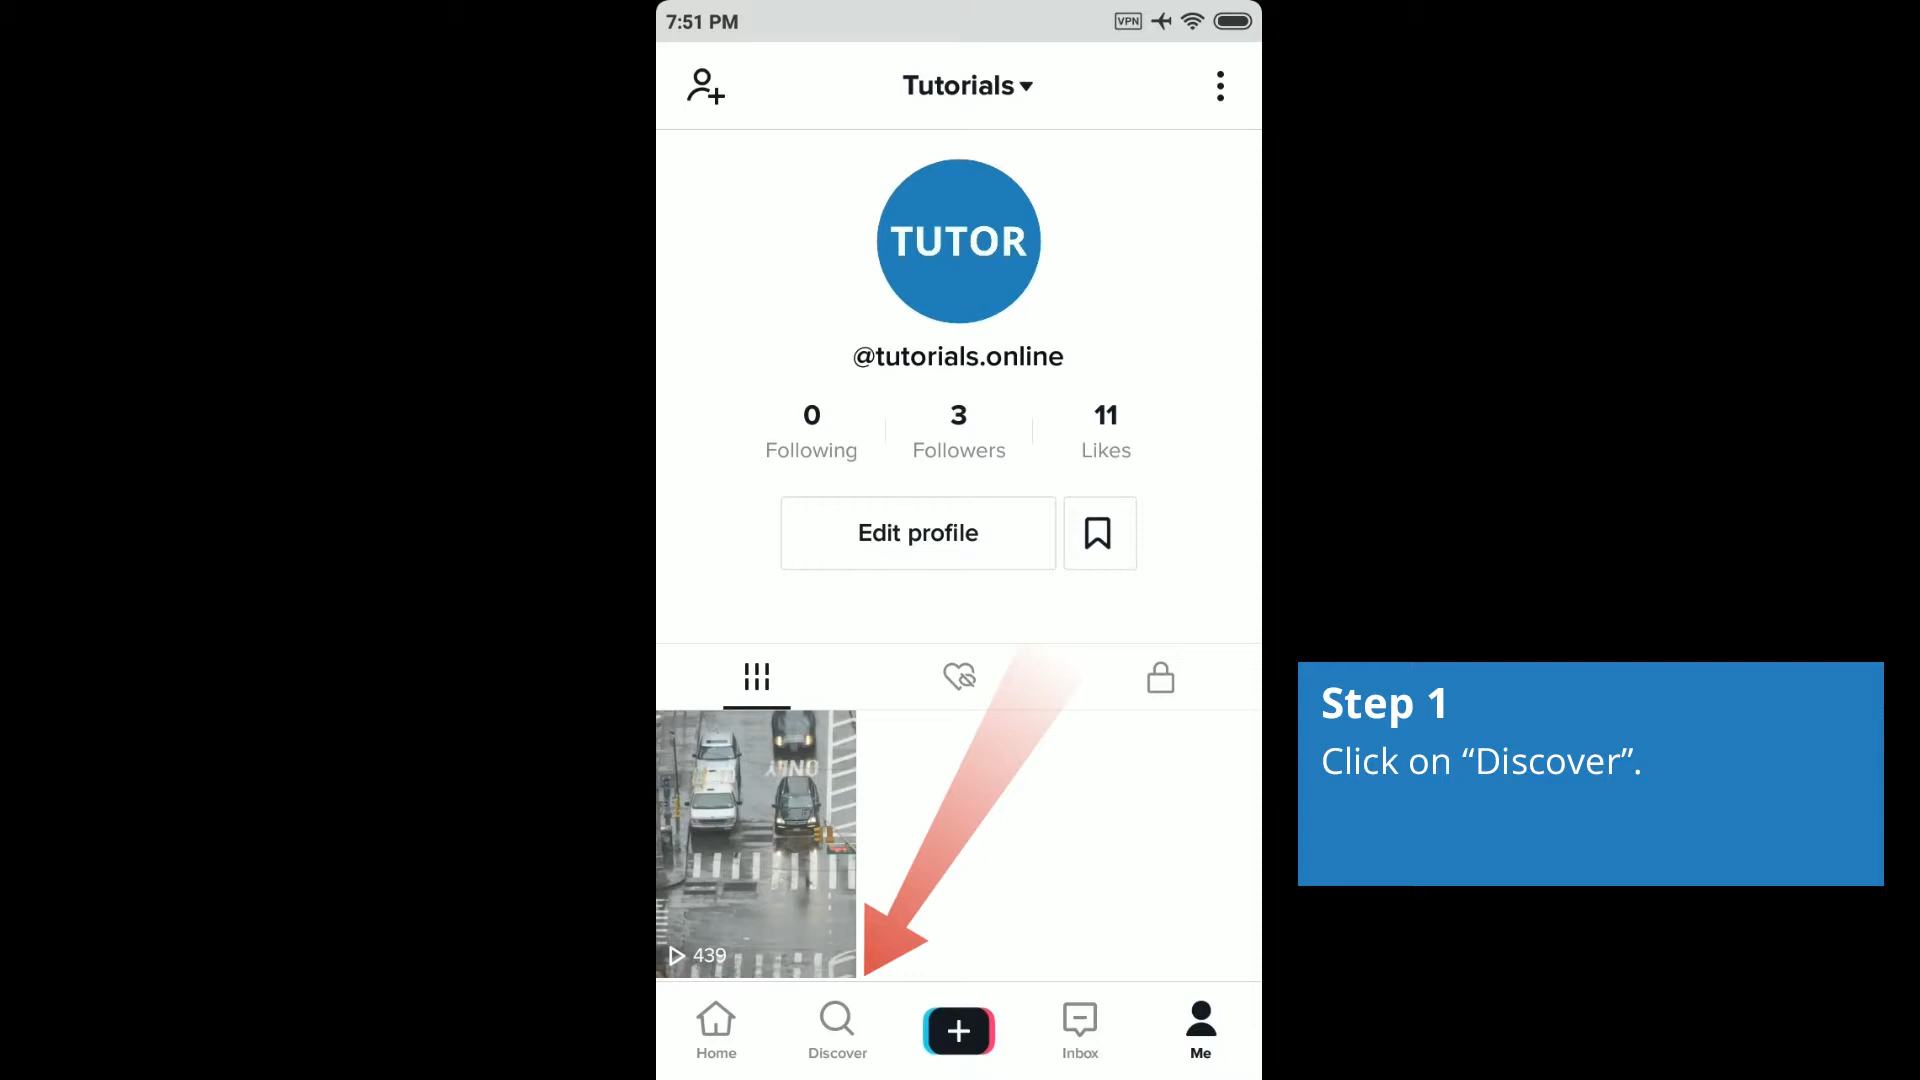 7:51 PM
VPN
Tutorials
TUTOR
@tutorials.online
0 3 11
Following Followers Likes
Edit profile
ONLY
439
Home Discover Inbox Me
Step 1
Click on “Discover”.